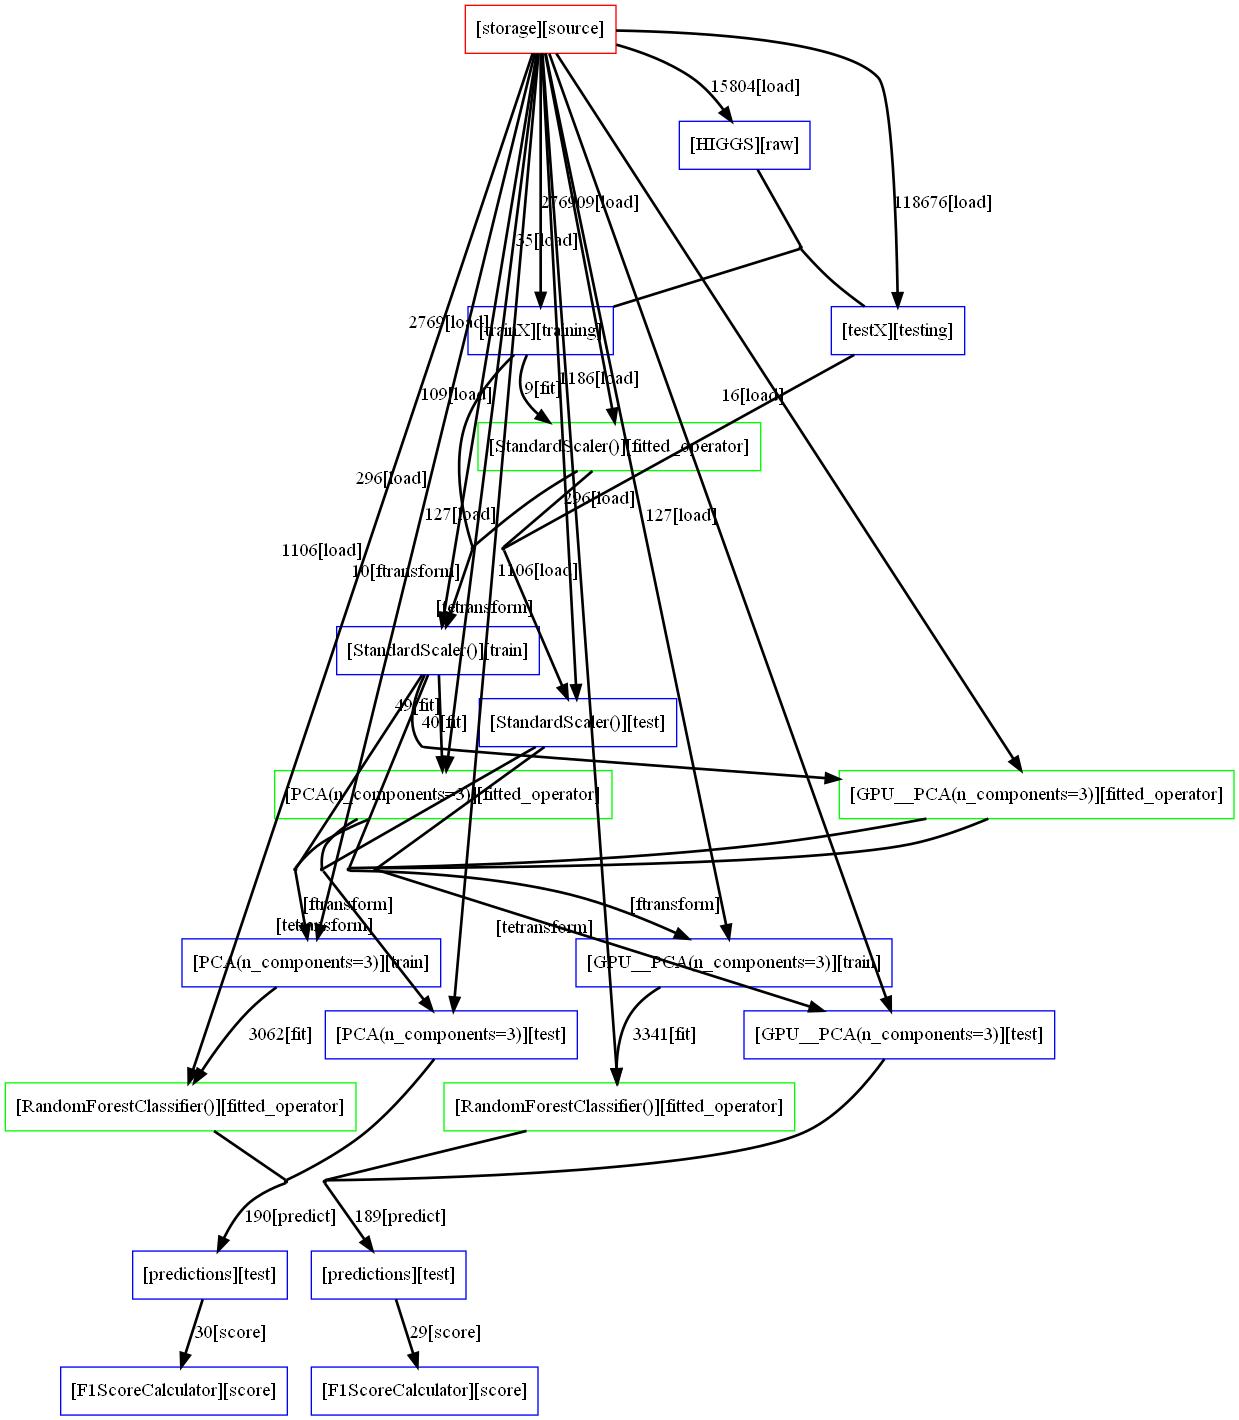 [storage][source]
15804[load]
[HIGGS][raw]
276909[load]
118676[load]
35[load]
2769[load]
[trainX][training]
[testX][testing]
1186[load]
9[fit]
109[load]
16[load]
[StandardScaler()][fitted_operator]
296[load]
296[load]
127[load]
127[load]
1106[load]
10[ftransform]
1106[load]
[tetransform]
[StandardScaler()][train]
49[fit]
40[fit]
[StandardScaler()][test]
[PCA(n_components=3)][fitted_operator]
[GPU__PCA(n_components=3)][fitted_operator]
[ftransform]
[ftransform]
[tetransform]
[tetransform]
[PCA(n_components=3)][train]
[GPU__PCA(n_components=3)][train]
3062[fit]
[PCA(n_components=3)][test]
3341[fit]
[GPU__PCA(n_components=3)][test]
[RandomForestClassifier()][fitted_operator]
[RandomForestClassifier()][fitted_operator]
190[predict]
189[predict]
[predictions][test]
[predictions][test]
30[score]
29[score]
[F1ScoreCalculator][score]
[F1ScoreCalculator][score]